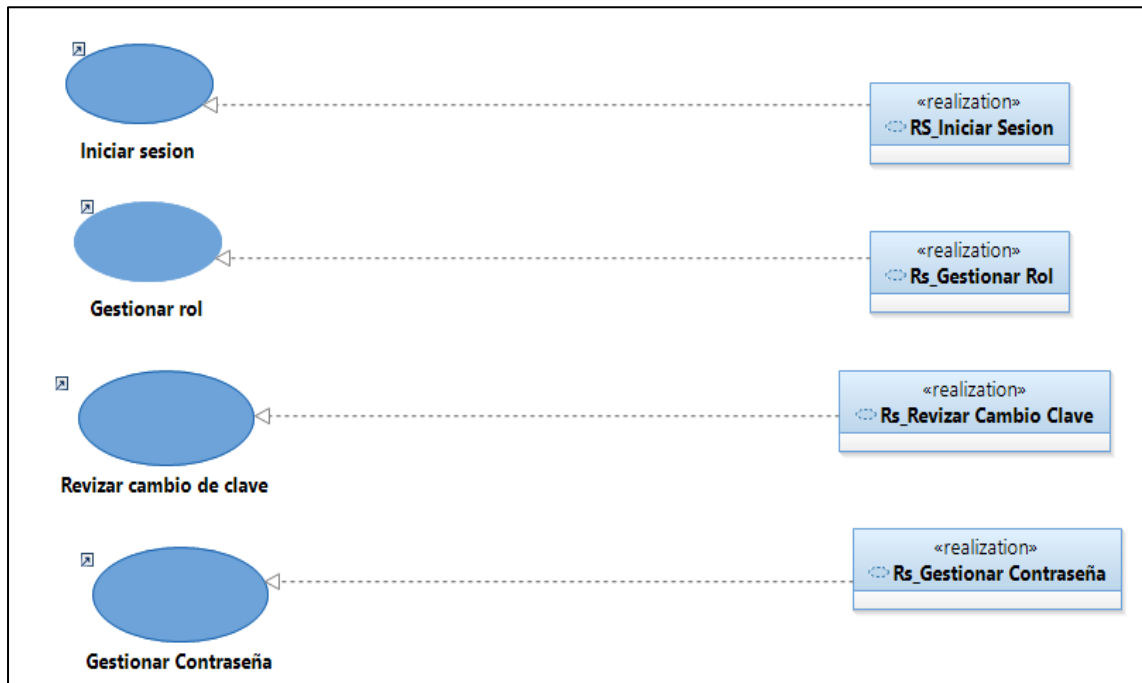 «realization»
RS_Iniciar Sesion
Iniciar sesion
«realization»
Rs_Gestionar Rol
Gestionar rol
«realization»
Rs_Revizar Cambio Clave
Revizar cambio de clave
«realization»
Rs_Gestionar Contraseña
Gestionar Contraseña